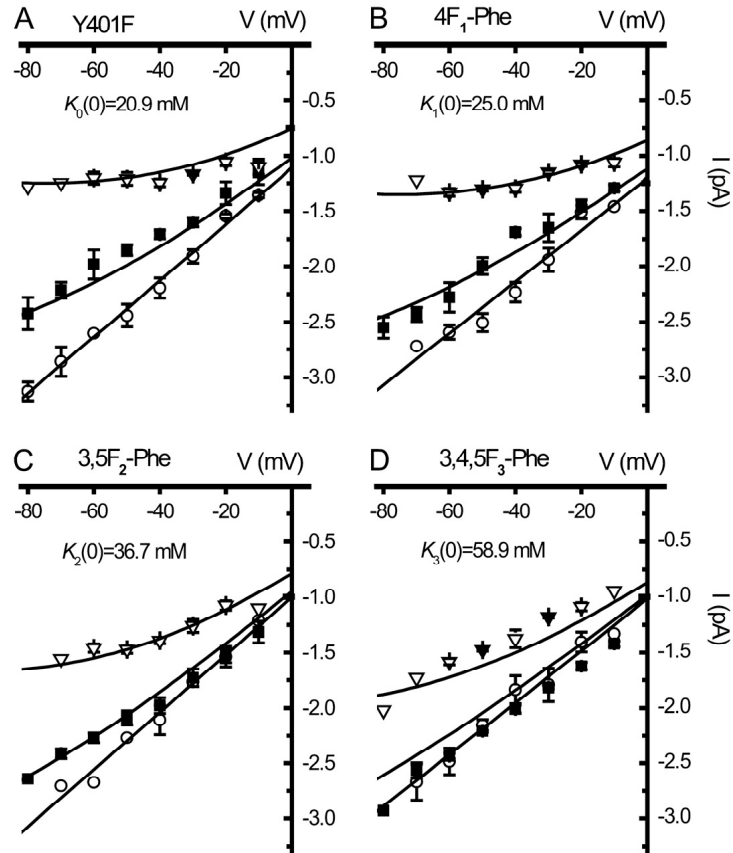 A Y401F V (mV)
-80 -60 -40 -20
K0(0)=20.9 mM
-0.5
-1.0
-1.5
-2.0
-2.5
-3.0
I (pA)
B 4F1-Phe V (mV)
-80 -60 -40 -20
K1(0)=25.0 mM
-0.5
-1.0
-1.5
-2.0
-2.5
-3.0
I (pA)
C 3,5F2-Phe V (mV)
-80 -60 -40 -20
K2(0)=36.7 mM
-0.5
-1.0
-1.5
-2.0
-2.5
-3.0
I (pA)
D 3,4,5F3-Phe V (mV)
-80 -60 -40 -20
K3(0)=58.9 mM
-0.5
-1.0
-1.5
-2.0
-2.5
-3.0
I (pA)